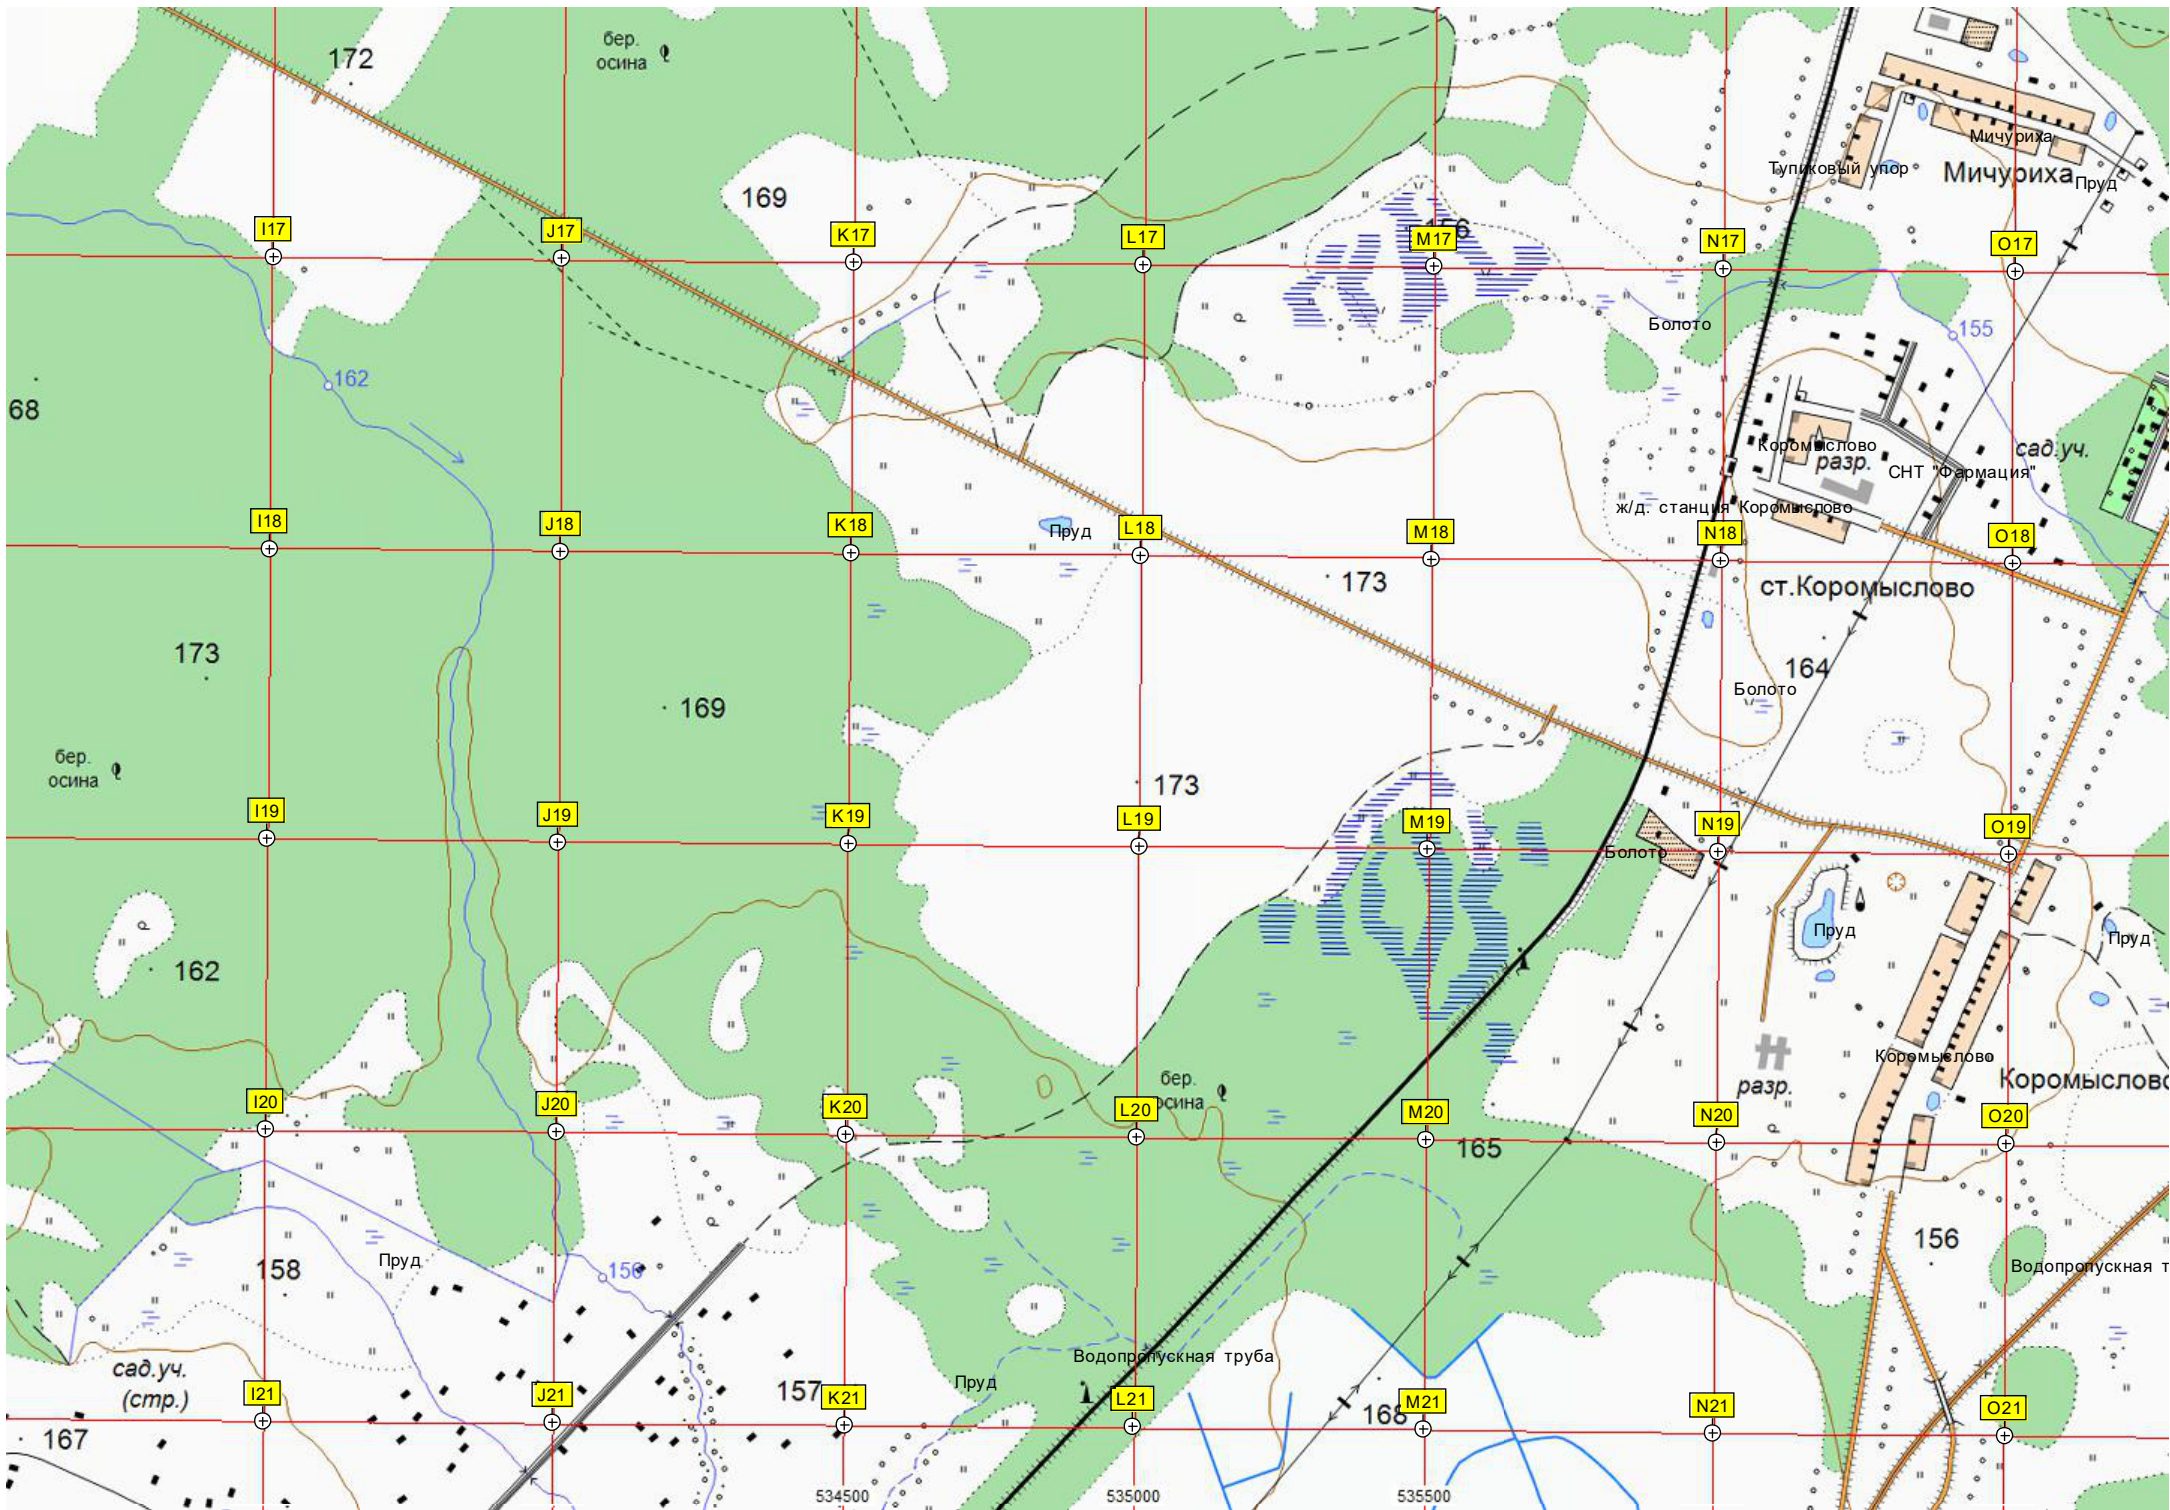 172
бер.
осина
Мичуриха
Тупиковый упор
Мичуриха
Пруд
169
I17
J17
K17
L17
M17
N17
O17
Болото
155
162
68
Коромыслово
разр.
сад.уч.
СНТ "Фармация"
ж/д. станция Коромыслово
I18
J18
K18
Пруд
L18
M18
N18
O18
173
ст.Коромыслово
173
164
169
Болото
бер.
осина
173
I19
J19
K19
L19
M19
N19
O19
Болото
162
Пруд
Пруд
Коромыслово
Коромыслово
разр.
бер.
осина
I20
J20
K20
L20
M20
N20
O20
165
156
158
Пруд
Водопропускная т
сад.уч.
(стр.)
Водопропускная труба
Пруд
157
168
I21
J21
K21
L21
M21
N21
O21
167
534500
535000
535500